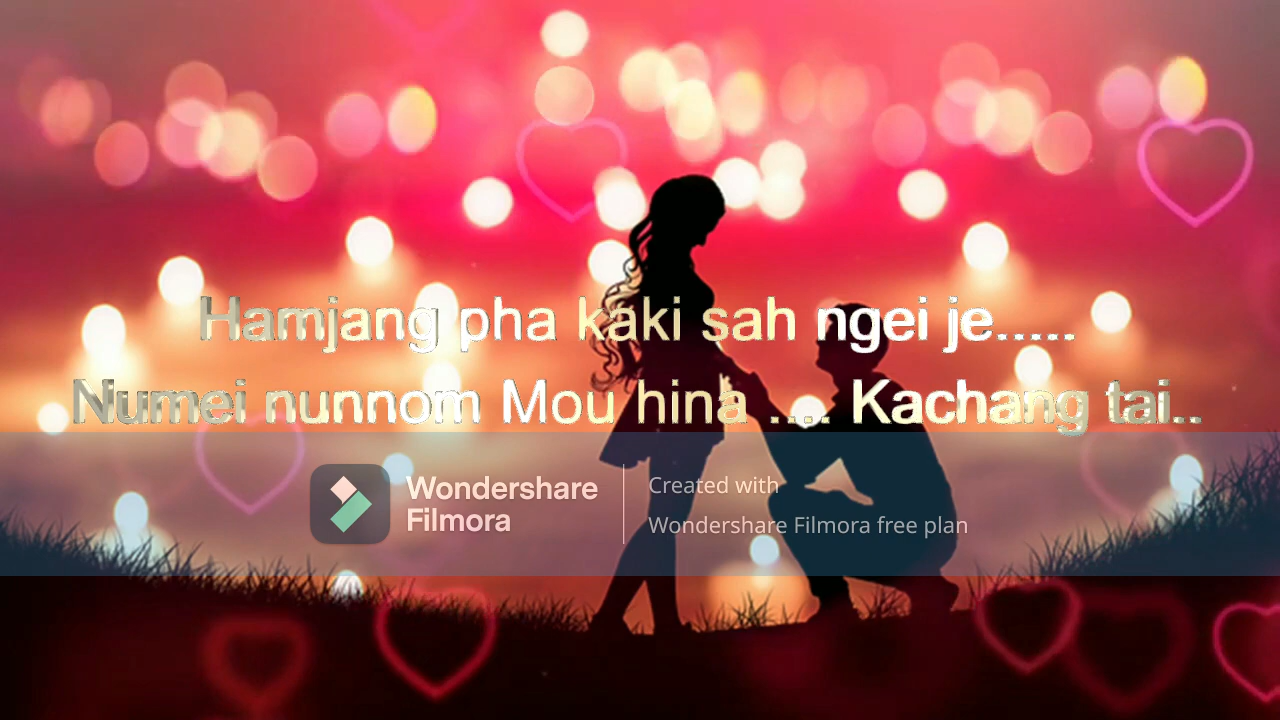 Hamjang pha kaki sah ngei je.....
Numei nunnom Mou hina .... Kachang tai..
Wondershare
Filmora
Created with
Wondershare Filmora free plan